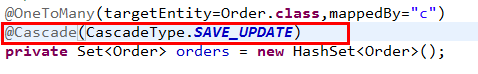 @OneToMany(targetEntity=Order.class,mappedBy="c")
@Cascade(CascadeType.SAVE_UPDATE)
private Set<Order> orders = new HashSet<Order>();